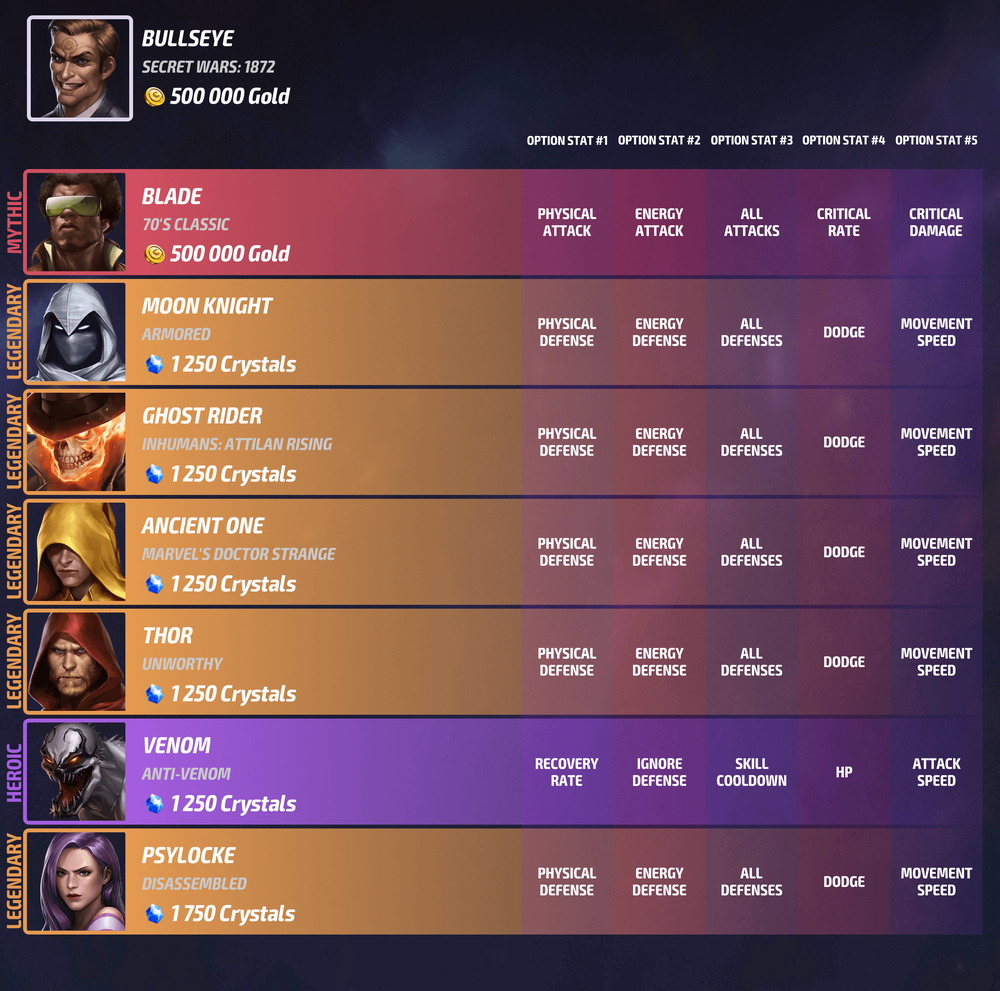 BULLSEYE
SECRET WARS: 1872
500 000 Gold
OPTION STAT #1 OPTION STAT #2 OPTION STAT #3 OPTION STAT #4 OPTION STAT #5
MYTHIC
BLADE
70'S CLASSIC
500 000 Gold
PHYSICAL ENERGY ALL CRITICAL CRITICAL
ATTACK ATTACK ATTACKS RATE DAMAGE
LEGENDARY
MOON KNIGHT
ARMORED
1 250 Crystals
PHYSICAL ENERGY ALL DODGE MOVEMENT
DEFENSE DEFENSE DEFENSES SPEED
LEGENDARY
GHOST RIDER
INHUMANS: ATTILAN RISING
1 250 Crystals
PHYSICAL ENERGY ALL DODGE MOVEMENT
DEFENSE DEFENSE DEFENSES SPEED
LEGENDARY
ANCIENT ONE
MARVEL'S DOCTOR STRANGE
1 250 Crystals
PHYSICAL ENERGY ALL DODGE MOVEMENT
DEFENSE DEFENSE DEFENSES SPEED
LEGENDARY
THOR
UNWORTHY
1 250 Crystals
PHYSICAL ENERGY ALL DODGE MOVEMENT
DEFENSE DEFENSE DEFENSES SPEED
HEROIC
VENOM
ANTI-VENOM
1 250 Crystals
RECOVERY IGNORE SKILL HP ATTACK
RATE DEFENSE COOLDOWN SPEED
LEGENDARY
PSYLOCKE
DISASSEMBLED
1 750 Crystals
PHYSICAL ENERGY ALL DODGE MOVEMENT
DEFENSE DEFENSE DEFENSES SPEED